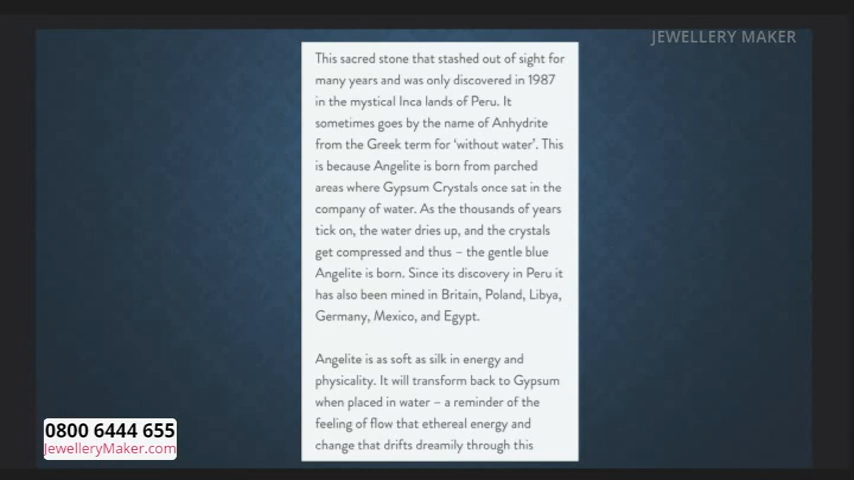 JEWELLERY MAKER
This sacred stone that stashed out of sight for
many years and was only discovered in 1987
in the mystical Inca lands of Peru. It
sometimes goes by the name of Anhydrite
from the Greek term for ‘without water’. This
is because Angelite is born from parched
areas where Gypsum Crystals once sat in the
company of water. As the thousands of years
tick on, the water dries up, and the crystals
get compressed and thus – the gentle blue
Angelite is born. Since its discovery in Peru it
has also been mined in Britain, Poland, Libya,
Germany, Mexico, and Egypt.
Angelite is as soft as silk in energy and
physicality. It will transform back to Gypsum
when placed in water – a reminder of the
feeling of flow that ethereal energy and
change that drifts dreamily through this
0800 6444 655
JewelleryMaker.com